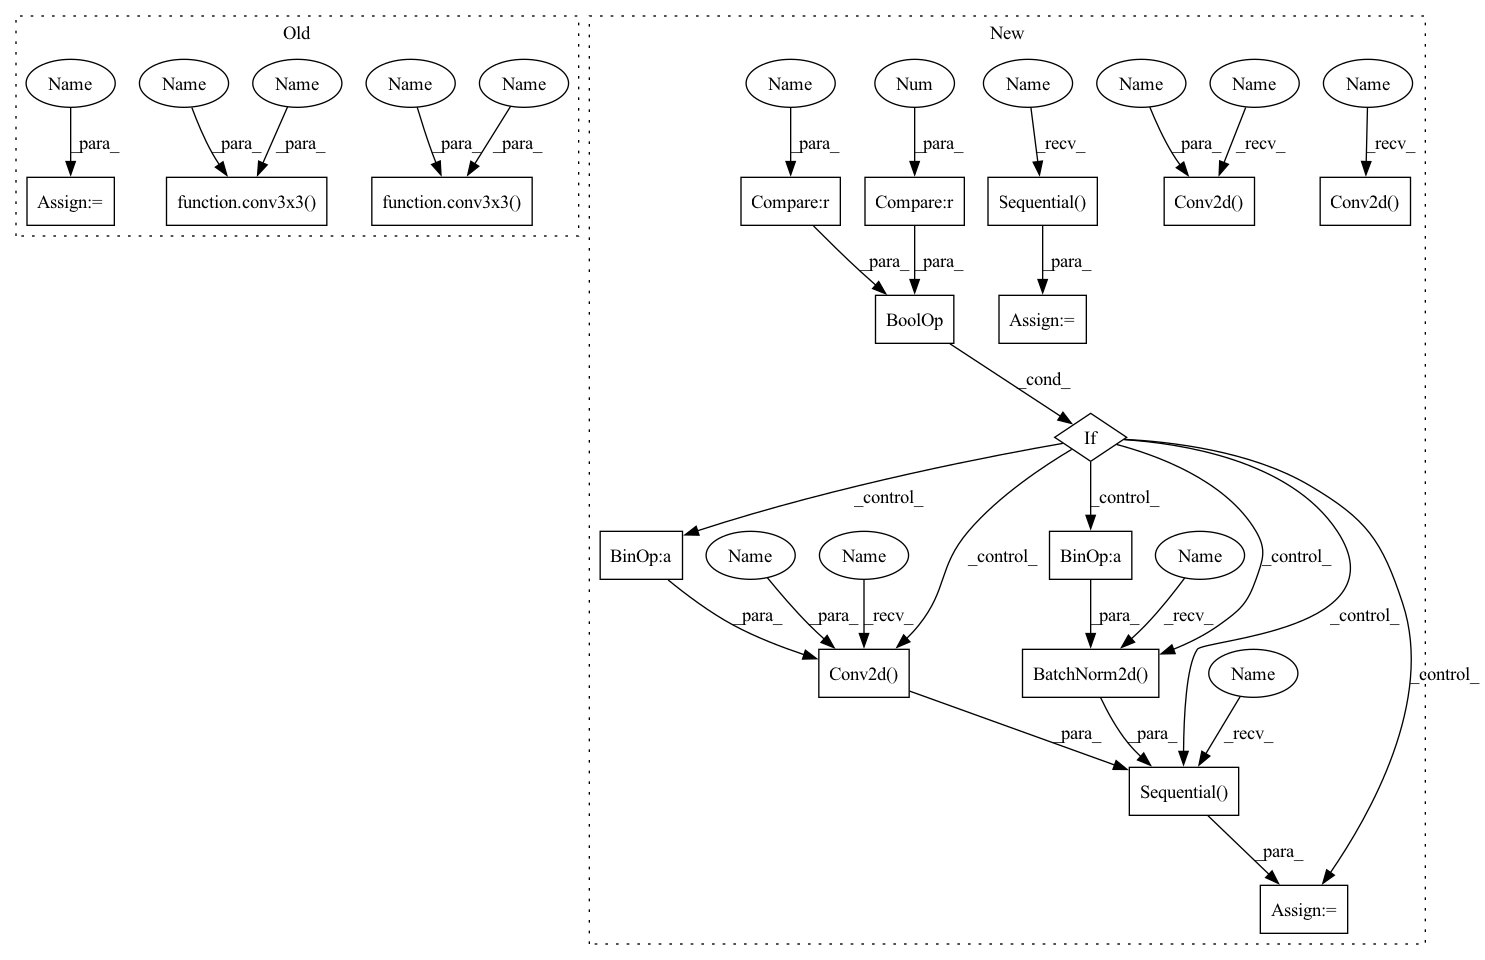 Old New
Name Name Name Name Name Name Num Name Name Name Name
_para_ _para_ _para_ _para_ _para_ _para_ _para_ _recv_ _para_ _recv_ _recv_
Assign:= function.conv3x3() function.conv3x3() Compare:r Compare:r Sequential() Conv2d() Conv2d()
_para_ _para_ _para_
BoolOp Assign:=
_cond_
If
_control_ _control_ _control_ _control_ _control_ _control_
BinOp:a Name Name BinOp:a Name
_para_ _para_ _recv_ _para_ _recv_
Conv2d() BatchNorm2d() Name
_para_ _para_ _recv_
Sequential()
_para_
Assign:=